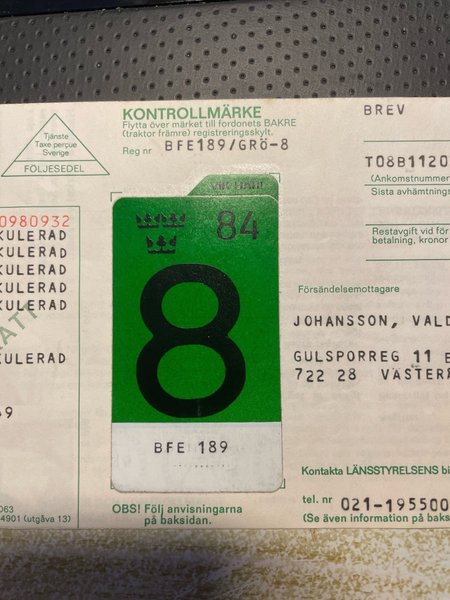 KONTROLLMÄRKE
Flytta över märket till fordonets BAKRE
(traktor främre) registreringsskylt.
Reg nr BFE189/GRÖ-8
Tjänste
Taxe perçue
Sverige
FÖLJESEDEL
BREV
T08B1120
(Ankomstnummer
Sista avhämtning
Restavgift vid för
betalning, kronor
0980932
KULERAD
KULERAD
KULERAD
KULERAD
KULERAD
84
8
BFE 189
Försändelsemottagare
JOHANSSON, VALD
GULSPORREG 11 B
722 28 VÄSTERÅ
49
063
4901 (utgåva 13)
OBS! Följ anvisningarna
på baksidan.
Kontakta LÄNSSTYRELSENS bi
tel. nr 021-195500
(Se även information på baks